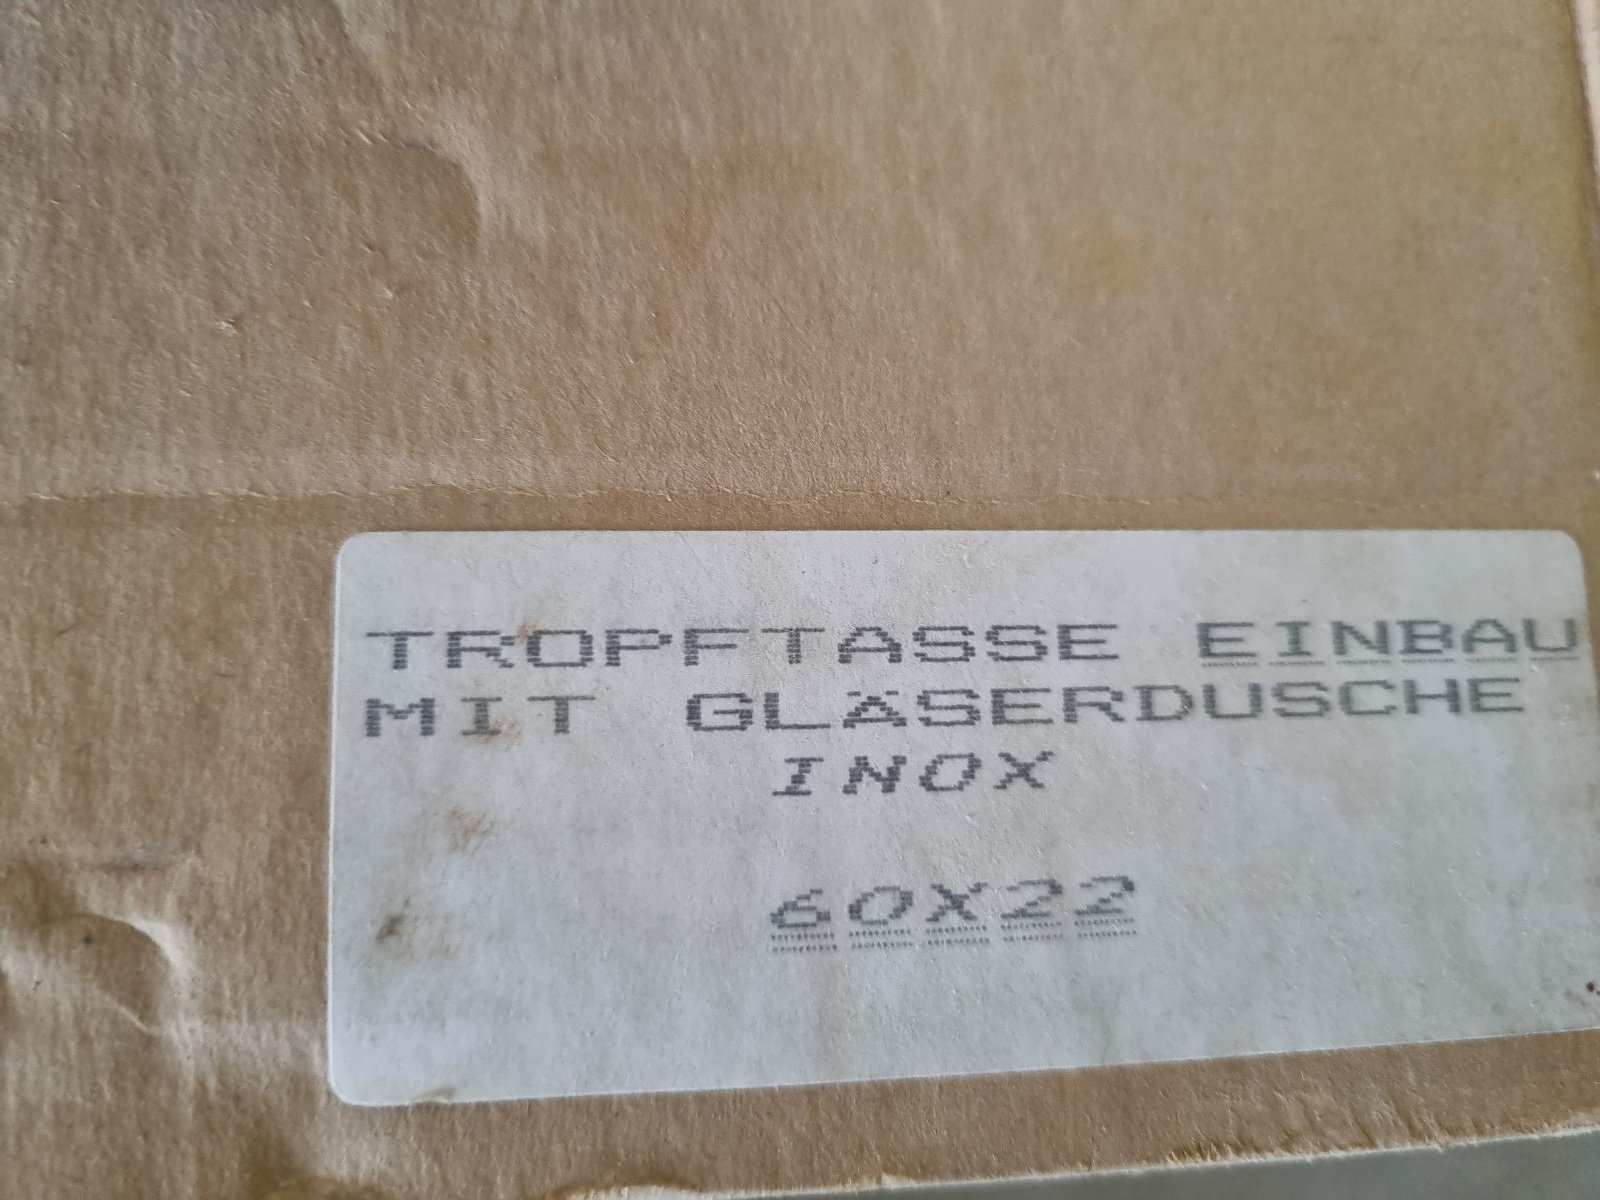 TROPFTASSE EINBAU
MIT GLÄSERDUSCHE
INOX
60X22